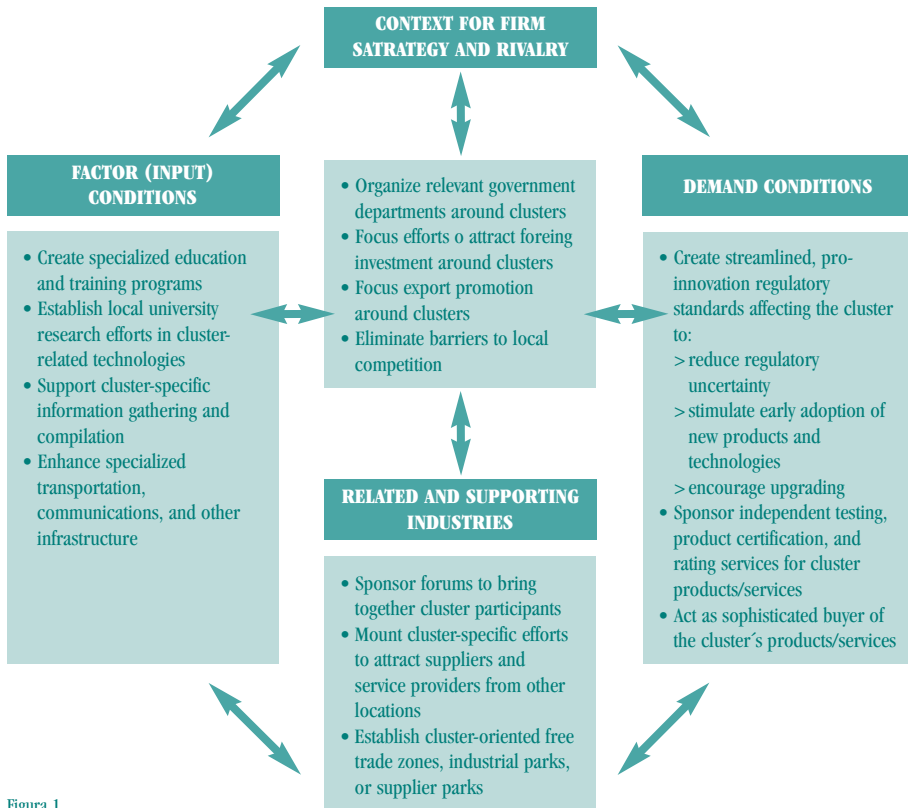 CONTEXT FOR FIRM
SATRATEGY AND RIVALRY
FACTOR (INPUT)
CONDITIONS
• Create specialized education
and training programs
• Establish local university
research efforts in cluster-
related technologies
• Support cluster-specific
information gathering and
compilation
• Enhance specialized
transportation,
communications, and other
infrastructure
• Organize relevant government
departments around clusters
• Focus efforts o attract foreing
investment around clusters
• Focus export promotion
around clusters
• Eliminate barriers to local
competition
DEMAND CONDITIONS
• Create streamlined, pro-
innovation regulatory
standards affecting the cluster
to:
> reduce regulatory
uncertainty
> stimulate early adoption of
new products and
technologies
> encourage upgrading
• Sponsor independent testing,
product certification, and
rating services for cluster
products/services
• Act as sophisticated buyer of
the cluster´s products/services
RELATED AND SUPPORTING
INDUSTRIES
• Sponsor forums to bring
together cluster participants
• Mount cluster-specific efforts
to attract suppliers and
service providers from other
locations
• Establish cluster-oriented free
trade zones, industrial parks,
or supplier parks
Figura 1